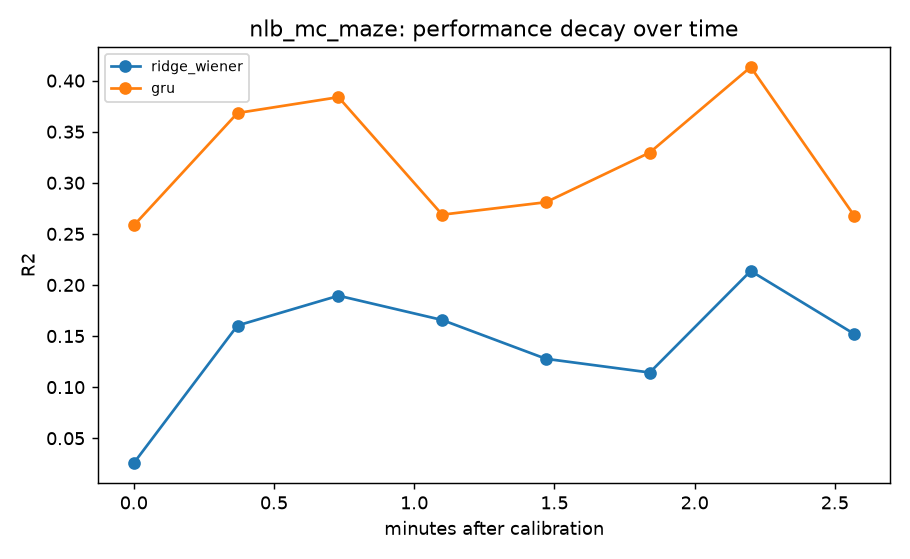 nlb_mc_maze: performance decay over time
ridge_wiener
gru
R2
0.40
0.35
0.30
0.25
0.20
0.15
0.10
0.05
0.0 0.5 1.0 1.5 2.0 2.5
minutes after calibration